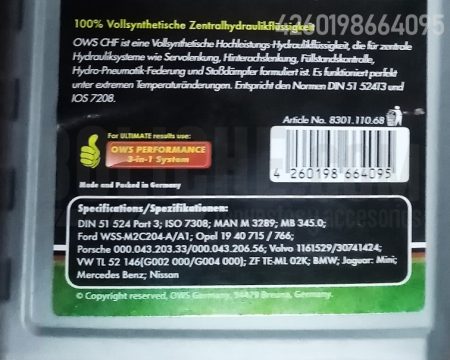 4260198664095
100% Vollsynthetische Zentralhydraulikflüssigkeit
OWS CHF ist eine Vollsynthetische Hochleistungs-Hydraulikflüssigkeit, die für zentrale
Hydrauliksysteme wie Servolenkung, Hinterachslenkung, Füllstandskontrolle,
Hydro-Pneumatik-Federung und Stoßdämpfer formuliert ist. Es funktioniert perfekt
unter extremen Temperaturänderungen. Entspricht den Normen DIN 51 52413 und
IOS 7208.
Article No. 8301.110.68
For ULTIMATE results use:
OWS PERFORMANCE
3-in-1 System
4 260198 664095
Made and Packed in Germany
Specifications/Spezifikationen:
DIN 51 524 Part 3; ISO 7308; MAN M 3289; MB 345.0;
Ford WSS-M2C204-A/A1; Opel 19 40 715 / 766;
Porsche 000.043.203.33/000.043.206.56; Volvo 1161529/30741424;
VW TL 52 146[G002 000/G004 000]; ZF TE-ML 02K; BMW; Jaguar: Mini;
Mercedes Benz; Nissan
© Copyright reserved, OWS Germany, 34479 Breuna, Germany.